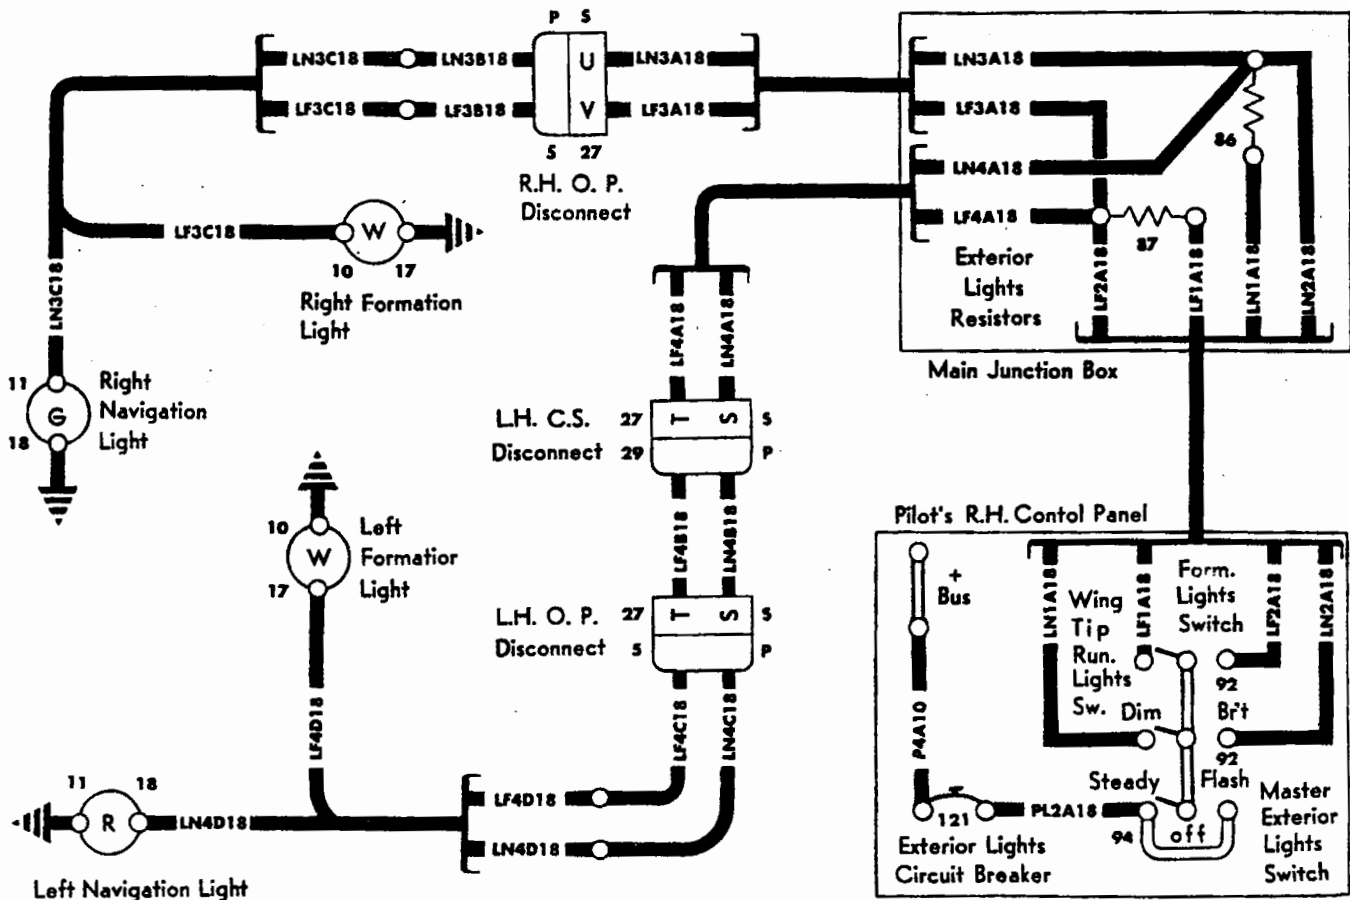 P S
LN3C18 LN3B18 U LN3A18
LF3C18 LF3B18 V LF3A18
5 27
R.H. O. P.
Disconnect
LN3A18
LF3A18
86
LN4A18
LF4A18
87
Exterior
Lights
Resistors
LF2A18
LF1A18
LN1A18
LN2A18
Main Junction Box
LF3C18
W
10 17
Right Formation
Light
LN3C18
11
G
18
Right
Navigation
Light
LF4A18
LN4A18
L.H. C.S.
Disconnect
27 T S S
29 P
LF4B18
LN4B18
L.H. O. P.
Disconnect
27 T S S
5 P
LF4C18
LN4C18
10
W
17
Left
Formatior
Light
LF4D18
11 18
R
LN4D18
Left Navigation Light
LF4D18
LN4D18
Pilot's R.H. Contol Panel
+
Bus
P4A10
121
Exterior Lights
Circuit Breaker
PL2A18
LN1A18
Wing
Tip
Run.
Lights
Sw.
LF1A18
Form.
Lights
Switch
LF2A18
LN2A18
92
Dim Br't
92
Steady Flash
94 off
Master
Exterior
Lights
Switch